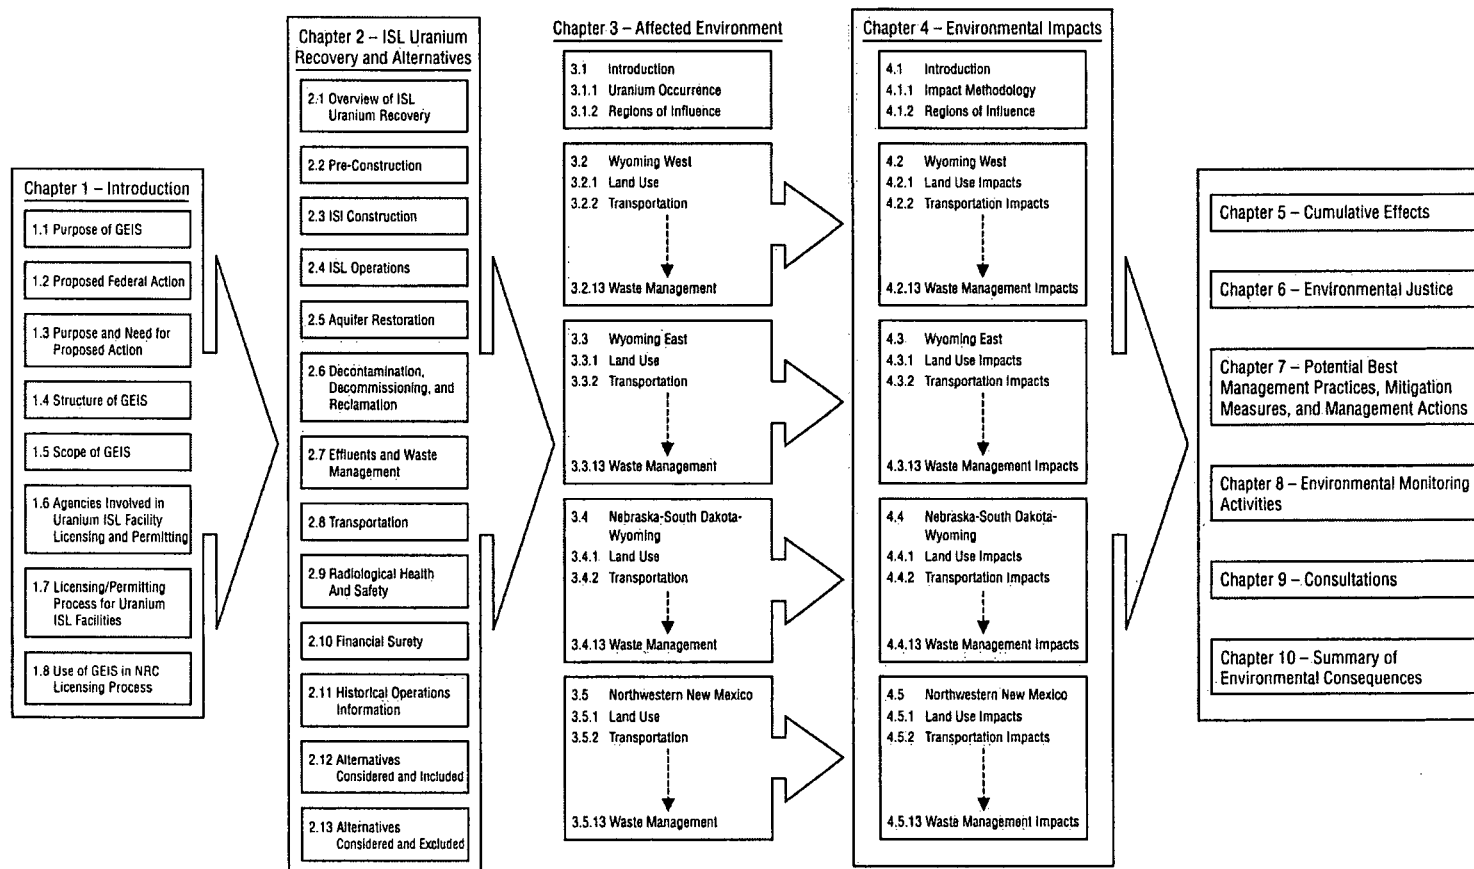 Chapter 1 – Introduction
1.1 Purpose of GEIS
1.2 Proposed Federal Action
1.3 Purpose and Need for
Proposed Action
1.4 Structure of GEIS
1.5 Scope of GEIS
1.6 Agencies Involved in
Uranium ISL Facility
Licensing and Permitting
1.7 Licensing/Permitting
Process for Uranium
ISL Facilities
1.8 Use of GEIS in NRC
Licensing Process
Chapter 2 – ISL Uranium
Recovery and Alternatives
2.1 Overview of ISL
Uranium Recovery
2.2 Pre-Construction
2.3 ISl Construction
2.4 ISL Operations
2.5 Aquifer Restoration
2.6 Decontamination,
Decommissioning, and
Reclamation
2.7 Effluents and Waste
Management
2.8 Transportation
2.9 Radiological Health
And Safety
2.10 Financial Surety
2.11 Historical Operations
Information
2.12 Alternatives
Considered and Included
2.13 Alternatives
Considered and Excluded
Chapter 3 – Affected Environment
3.1 Introduction
3.1.1 Uranium Occurrence
3.1.2 Regions of Influence
3.2 Wyoming West
3.2.1 Land Use
3.2.2 Transportation
3.2.13 Waste Management
3.3 Wyoming East
3.3.1 Land Use
3.3.2 Transportation
3.3.13 Waste Management
3.4 Nebraska-South Dakota-
Wyoming
3.4.1 Land Use
3.4.2 Transportation
3.4.13 Waste Management
3.5 Northwestern New Mexico
3.5.1 Land Use
3.5.2 Transportation
3.5.13 Waste Management
Chapter 4 – Environmental Impacts
4.1 Introduction
4.1.1 Impact Methodology
4.1.2 Regions of Influence
4.2 Wyoming West
4.2.1 Land Use Impacts
4.2.2 Transportation Impacts
4.2.13 Waste Management Impacts
4.3 Wyoming East
4.3.1 Land Use Impacts
4.3.2 Transportation Impacts
4.3.13 Waste Management Impacts
4.4 Nebraska-South Dakota-
Wyoming
4.4.1 Land Use Impacts
4.4.2 Transportation Impacts
4.4.13 Waste Management Impacts
4.5 Northwestern New Mexico
4.5.1 Land Use Impacts
4.5.2 Transportation Impacts
4.5.13 Waste Management Impacts
Chapter 5 – Cumulative Effects
Chapter 6 – Environmental Justice
Chapter 7 – Potential Best
Management Practices, Mitigation
Measures, and Management Actions
Chapter 8 – Environmental Monitoring
Activities
Chapter 9 – Consultations
Chapter 10 – Summary of
Environmental Consequences